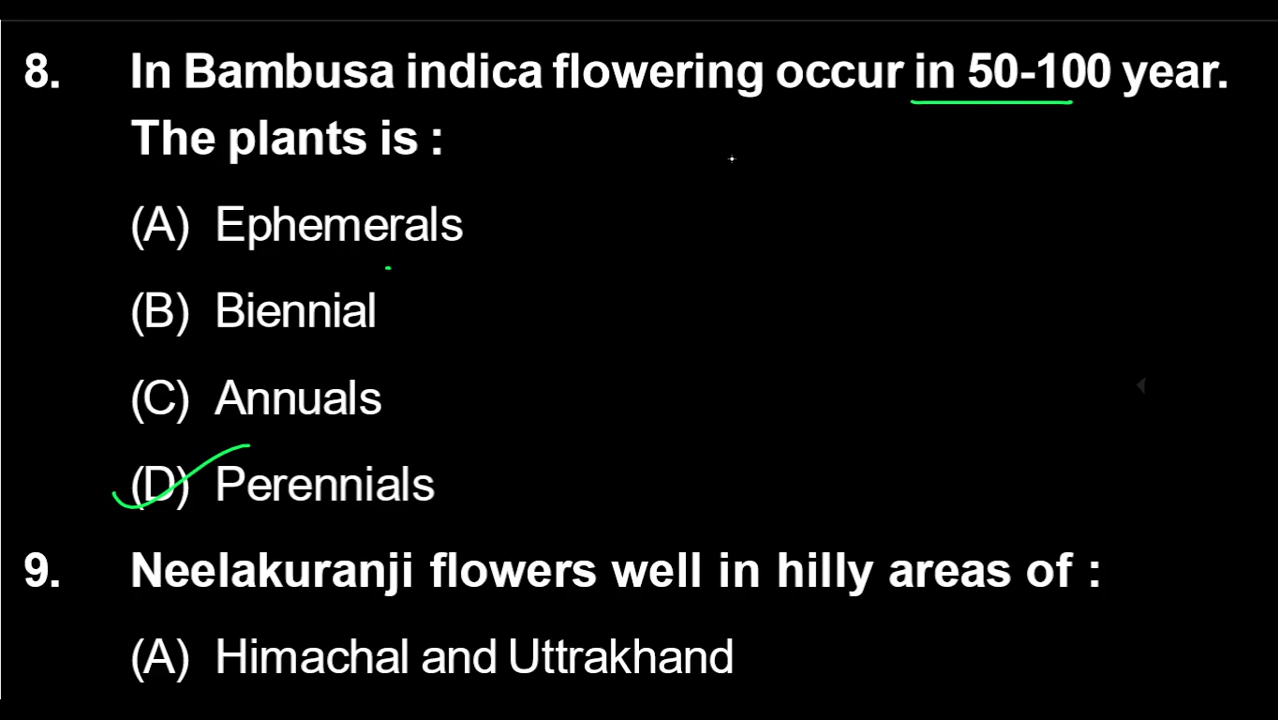 8. In Bambusa indica flowering occur in 50-100 year.
The plants is :
(A) Ephemerals
(B) Biennial
(C) Annuals
(D) Perennials
9. Neelakuranji flowers well in hilly areas of :
(A) Himachal and Uttrakhand